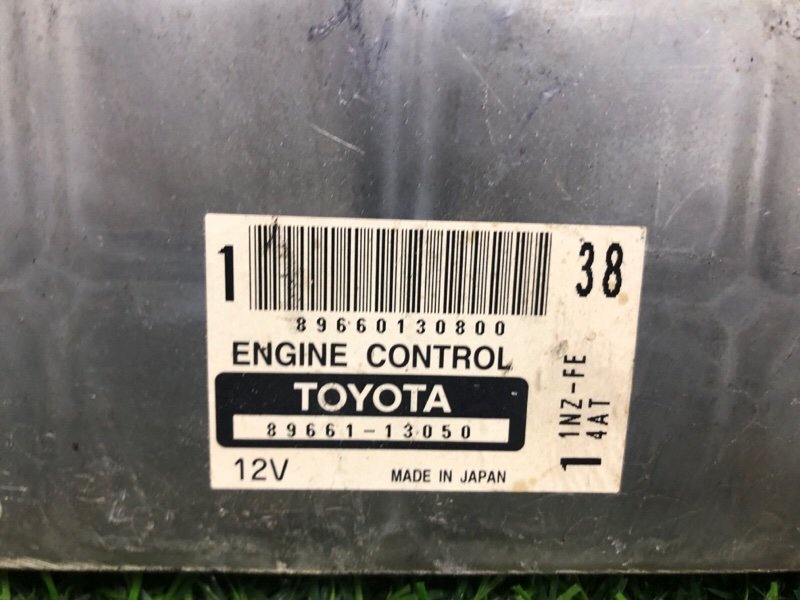 1
38
89660130800
ENGINE CONTROL
TOYOTA
89661-13050
12V
MADE IN JAPAN
1
1NZ-FE
4AT